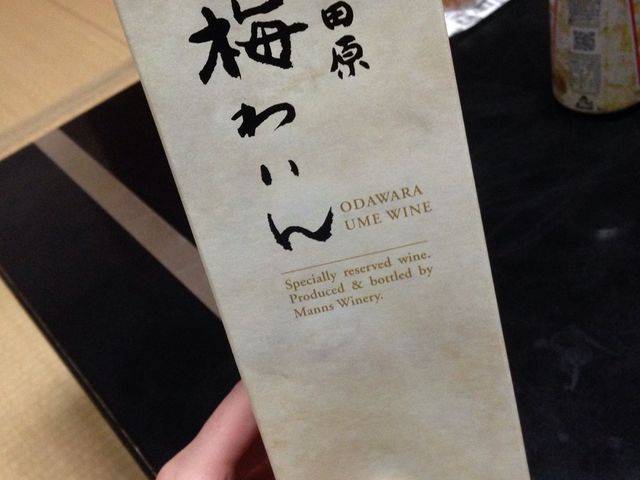 田原
梅わいん
ODAWARA
UME WINE
Specially reserved wine.
Produced & bottled by
Manns Winery.